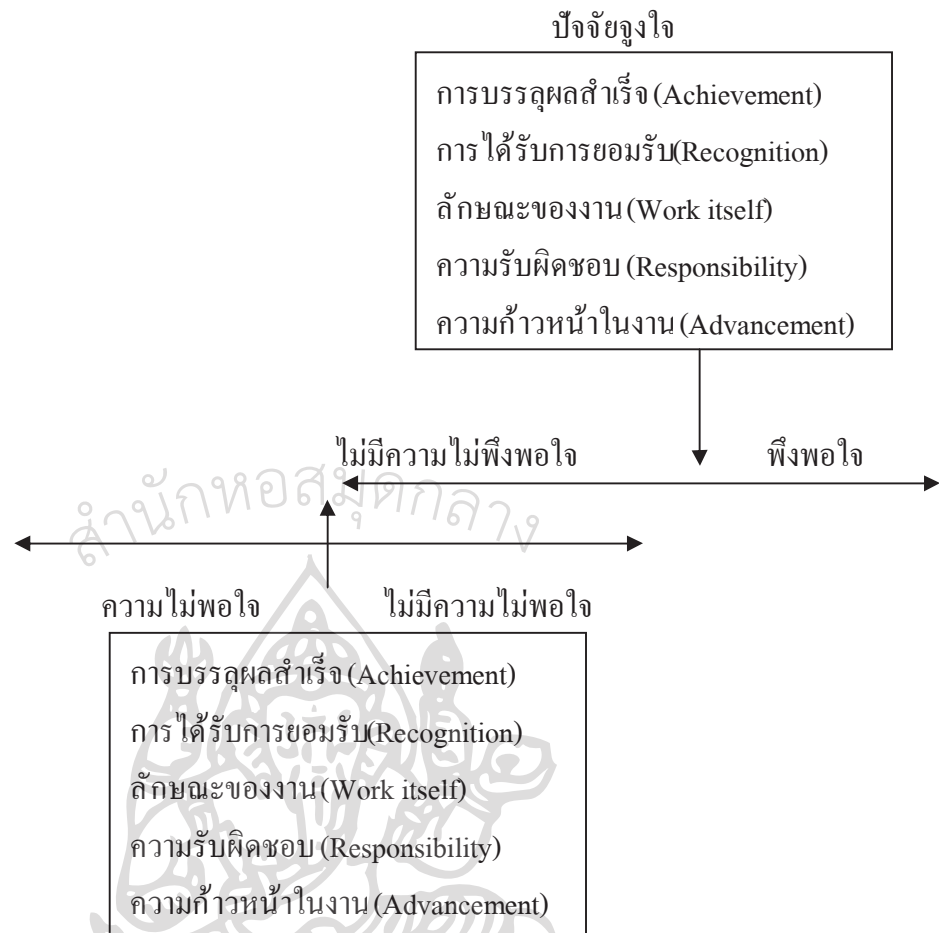 ปัจจัยจูงใจ
การบรรลุผลสำเร็จ (Achievement)
การได้รับการยอมรับ(Recognition)
ลักษณะของงาน (Work itself)
ความรับผิดชอบ (Responsibility)
ความก้าวหน้าในงาน (Advancement)
ไม่มีความไม่พึงพอใจ พึงพอใจ
สำนักหอสมุดกลาง
ความไม่พอใจ ไม่มีความไม่พอใจ
การบรรลุผลสำเร็จ (Achievement)
การได้รับการยอมรับ(Recognition)
ลักษณะของงาน (Work itself)
ความรับผิดชอบ (Responsibility)
ความก้าวหน้าในงาน (Advancement)